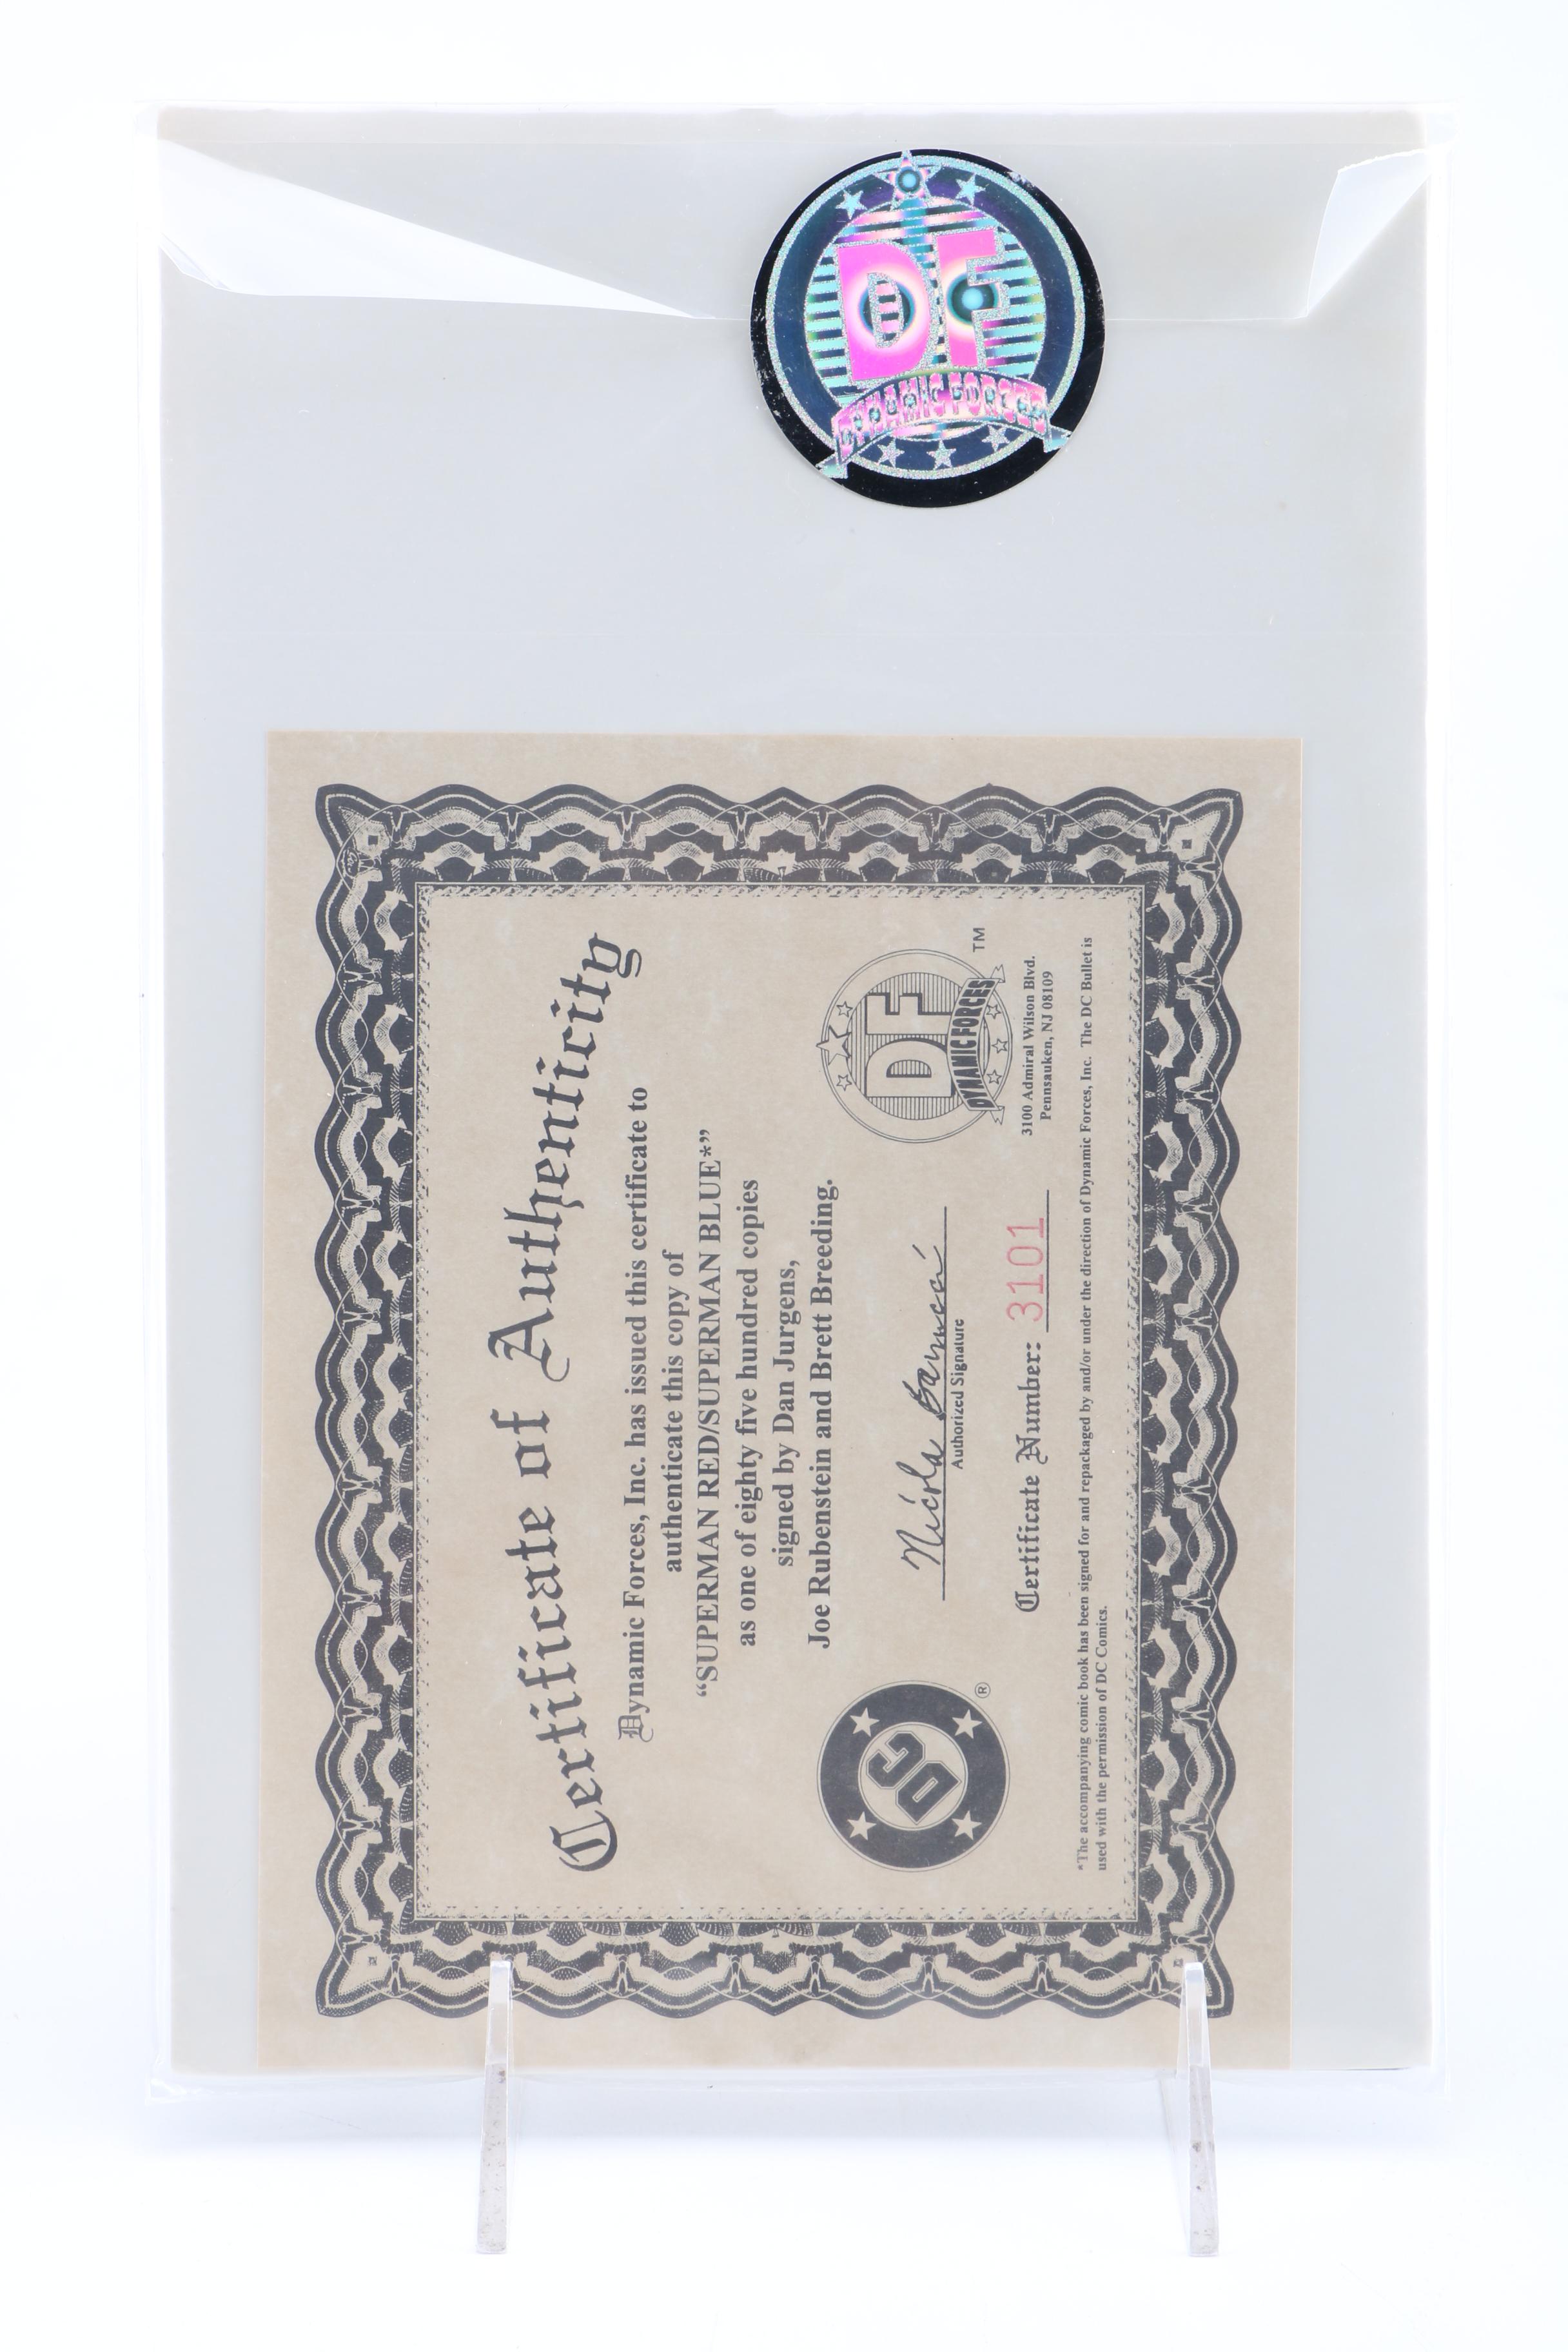 DF
DYNAMIC FORCES
Certificate of Authenticity
Dynamic Forces, Inc. has issued this certificate to
authenticate this copy of
“SUPERMAN RED/SUPERMAN BLUE*”
as one of eighty five hundred copies
signed by Dan Jurgens,
Joe Rubenstein and Brett Breeding.
DC
®
Nicola Barrucci
Authorized Signature
Certificate Number: 3101
DF
DYNAMIC FORCES
TM
3100 Admiral Wilson Blvd.
Pennsauken, NJ 08109
*The accompanying comic book has been signed for and repackaged by and/or under the direction of Dynamic Forces, Inc. The DC Bullet is
used with the permission of DC Comics.